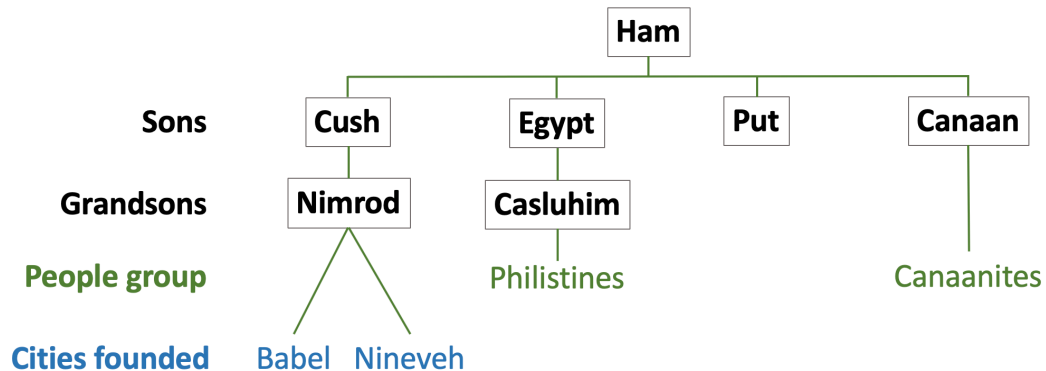 Ham
Sons Cush Egypt Put Canaan
Grandsons Nimrod Casluhim
People group Philistines Canaanites
Cities founded Babel Nineveh